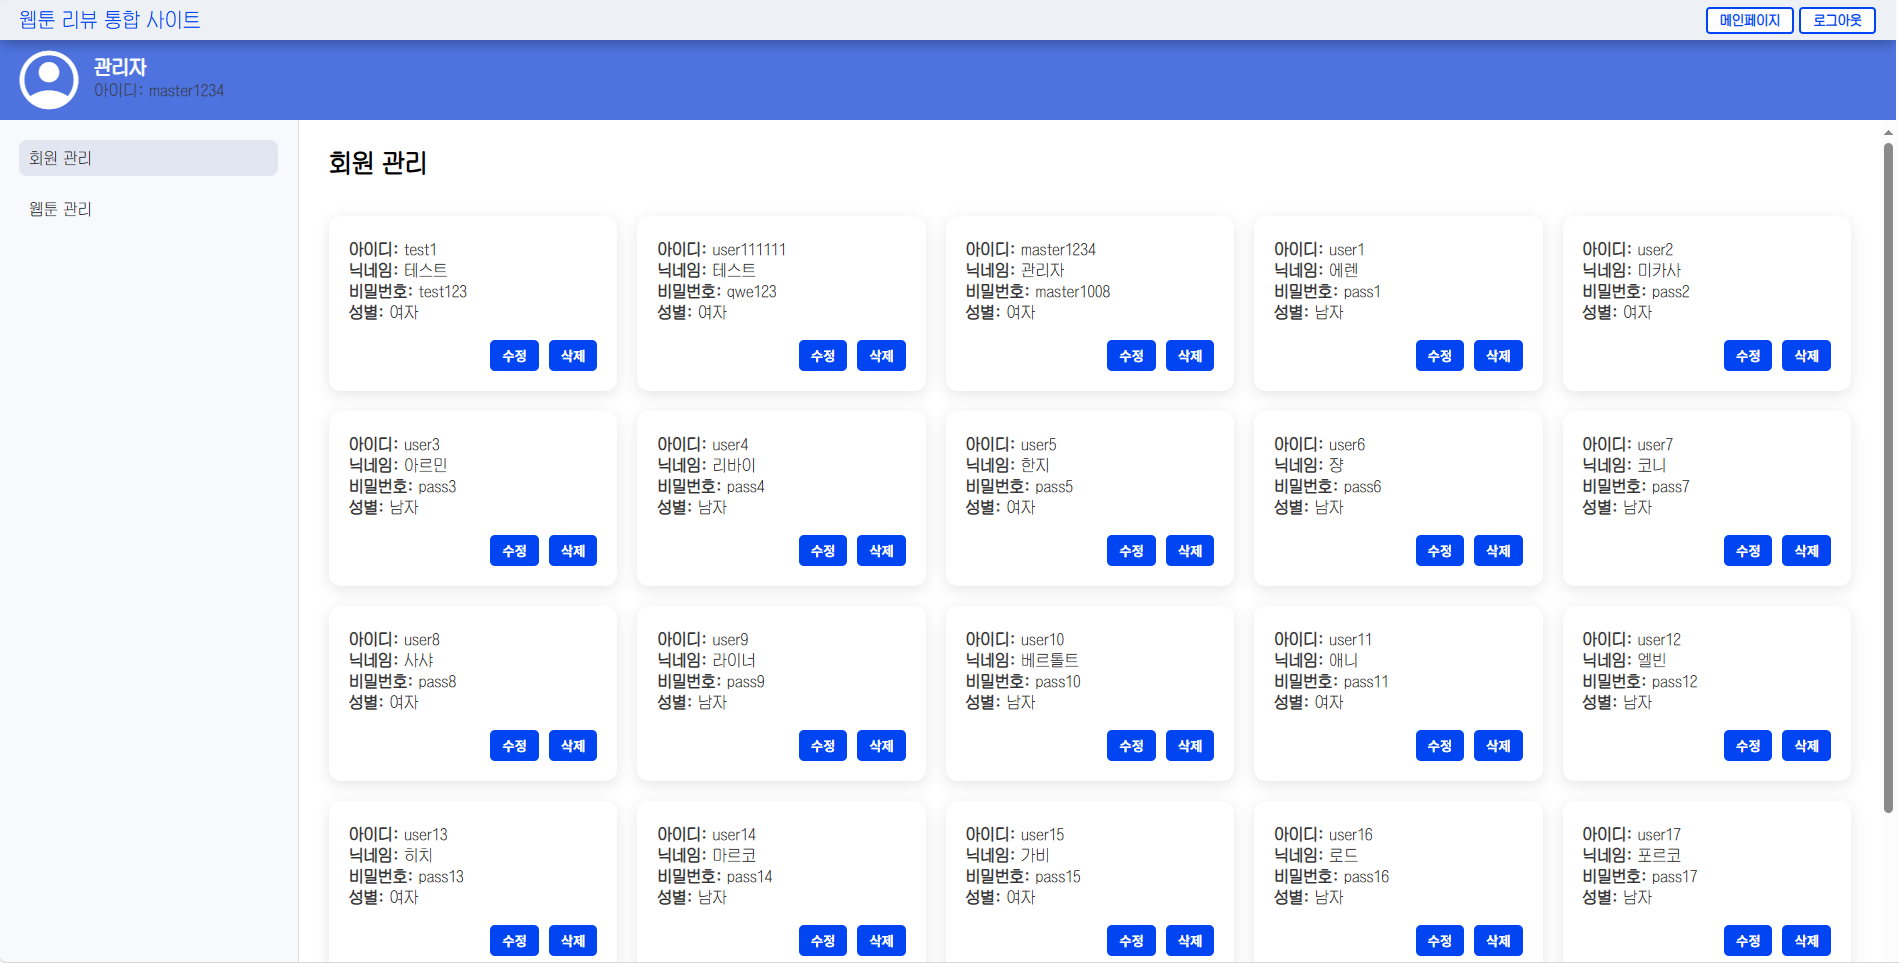 웹툰 리뷰 통합 사이트
메인페이지 로그아웃
관리자
아이디: master1234
회원 관리
웹툰 관리
회원 관리
아이디: test1
닉네임: 테스트
비밀번호: test123
성별: 여자
수정 삭제
아이디: user111111
닉네임: 테스트
비밀번호: qwe123
성별: 여자
수정 삭제
아이디: master1234
닉네임: 관리자
비밀번호: master1008
성별: 여자
수정 삭제
아이디: user1
닉네임: 에렌
비밀번호: pass1
성별: 남자
수정 삭제
아이디: user2
닉네임: 미카사
비밀번호: pass2
성별: 여자
수정 삭제
아이디: user3
닉네임: 아르민
비밀번호: pass3
성별: 남자
수정 삭제
아이디: user4
닉네임: 리바이
비밀번호: pass4
성별: 남자
수정 삭제
아이디: user5
닉네임: 한지
비밀번호: pass5
성별: 여자
수정 삭제
아이디: user6
닉네임: 쟝
비밀번호: pass6
성별: 남자
수정 삭제
아이디: user7
닉네임: 코니
비밀번호: pass7
성별: 남자
수정 삭제
아이디: user8
닉네임: 사샤
비밀번호: pass8
성별: 여자
수정 삭제
아이디: user9
닉네임: 라이너
비밀번호: pass9
성별: 남자
수정 삭제
아이디: user10
닉네임: 베르톨트
비밀번호: pass10
성별: 남자
수정 삭제
아이디: user11
닉네임: 애니
비밀번호: pass11
성별: 여자
수정 삭제
아이디: user12
닉네임: 엘빈
비밀번호: pass12
성별: 남자
수정 삭제
아이디: user13
닉네임: 히치
비밀번호: pass13
성별: 여자
수정 삭제
아이디: user14
닉네임: 마르코
비밀번호: pass14
성별: 남자
수정 삭제
아이디: user15
닉네임: 가비
비밀번호: pass15
성별: 여자
수정 삭제
아이디: user16
닉네임: 로드
비밀번호: pass16
성별: 남자
수정 삭제
아이디: user17
닉네임: 포르코
비밀번호: pass17
성별: 남자
수정 삭제